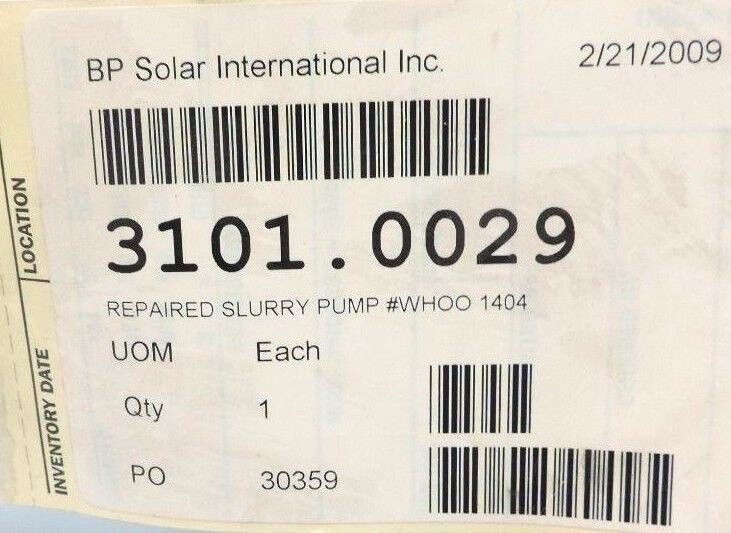 BP Solar International Inc.
2/21/2009
3101.0029
REPAIRED SLURRY PUMP #WHOO 1404
UOM Each
Qty 1
PO 30359
LOCATION
INVENTORY DATE